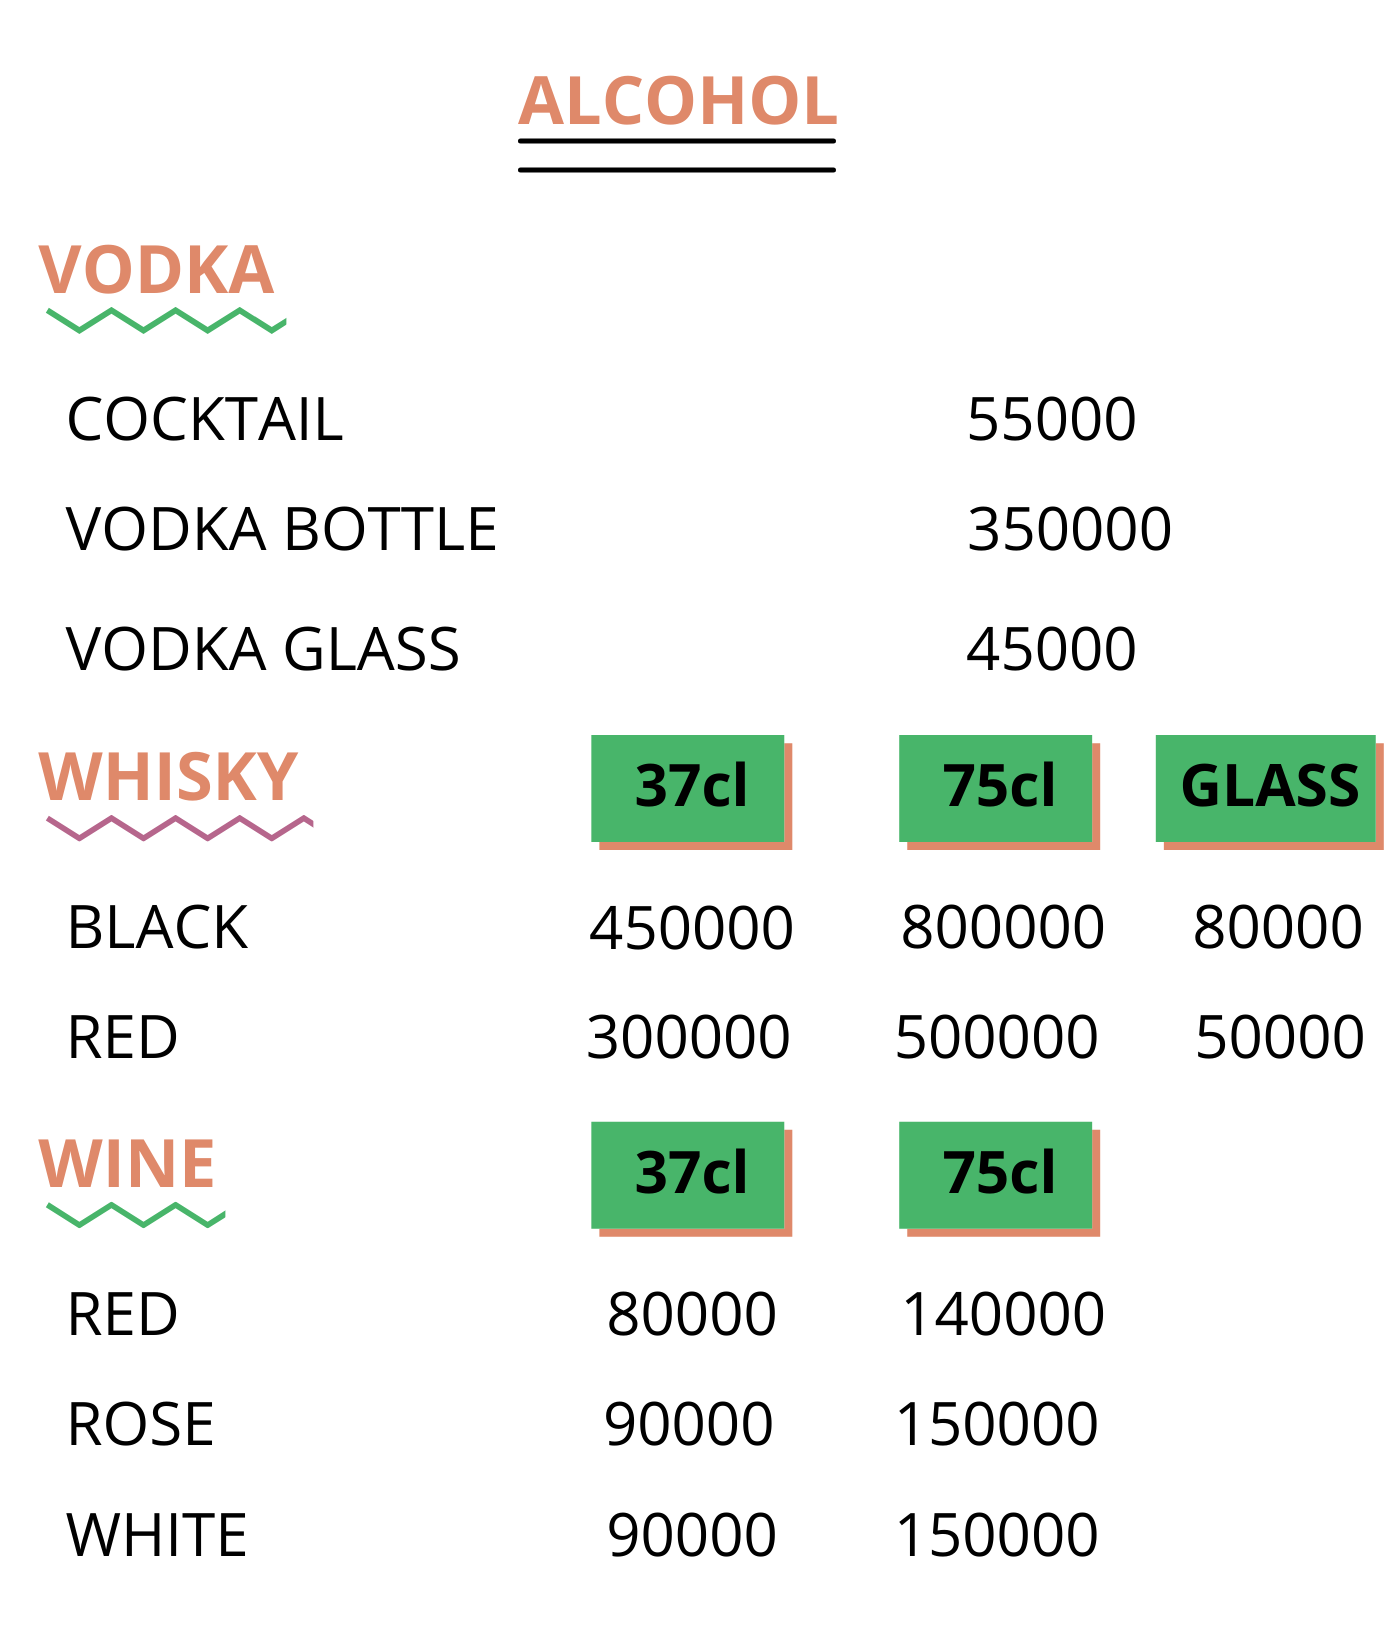 ALCOHOL
VODKA
COCKTAIL 55000
VODKA BOTTLE 350000
VODKA GLASS 45000
WHISKY 37cl 75cl GLASS
BLACK 450000 800000 80000
RED 300000 500000 50000
WINE 37cl 75cl
RED 80000 140000
ROSE 90000 150000
WHITE 90000 150000